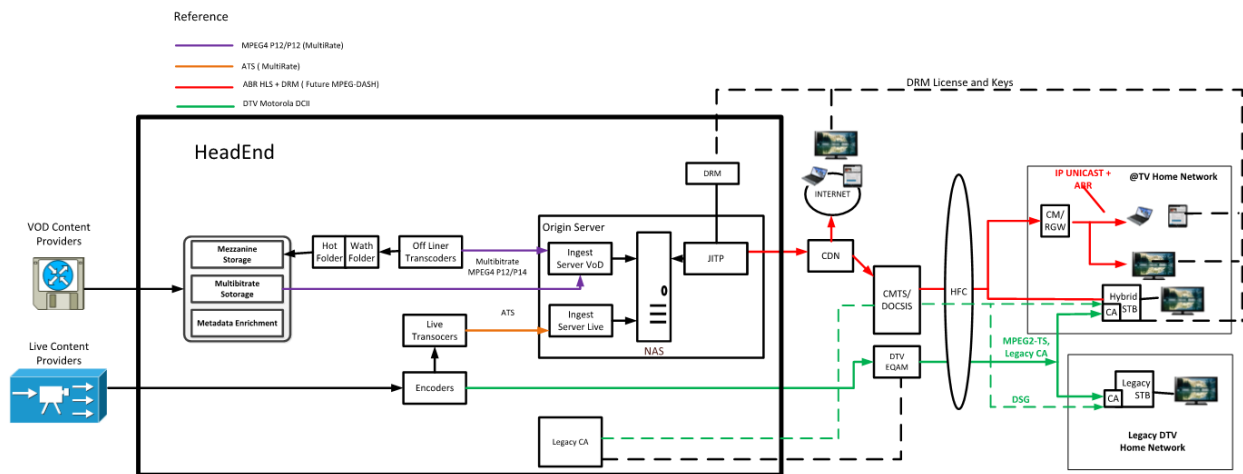 Reference
MPEG4 P12/P12 (MultiRate)
ATS ( MultiRate)
ABR HLS + DRM ( Future MPEG-DASH)
DTV Motorola DCII
DRM License and Keys
HeadEnd
DRM
INTERNET
IP UNICAST +
ABR
@TV Home Network
VOD Content
Providers
Mezzanine
Storage
Multibitrate
Sotorage
Metadata Enrichment
Hot
Folder
Wath
Folder
Off Liner
Transcoders
Multibitrate
MPEG4 P12/P14
Origin Server
Ingest
Server VoD
JITP
CDN
CM/
RGW
CMTS/
DOCSIS
HFC
Hybrid
STB
CA
Live
Transocers
ATS
Ingest
Server Live
NAS
Live Content
Providers
Encoders
DTV
EQAM
MPEG2-TS,
Legacy CA
Legacy
STB
CA
DSG
Legacy CA
Legacy DTV
Home Network